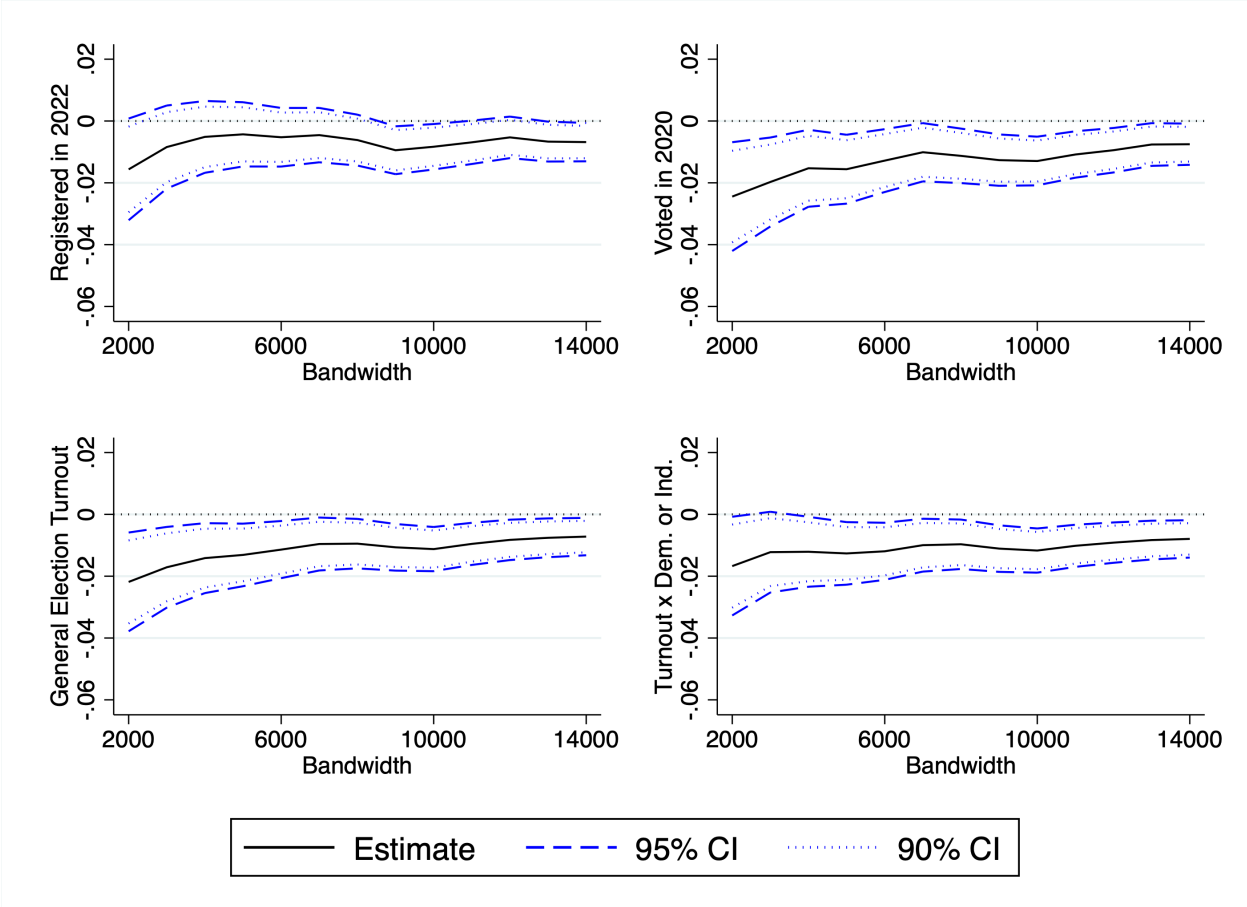 Registered in 2022
.02
0
-.02
-.04
-.06
2000 6000 10000 14000
Bandwidth
Voted in 2020
.02
0
-.02
-.04
-.06
2000 6000 10000 14000
Bandwidth
General Election Turnout
.02
0
-.02
-.04
-.06
2000 6000 10000 14000
Bandwidth
Turnout x Dem. or Ind.
.02
0
-.02
-.04
-.06
2000 6000 10000 14000
Bandwidth
Estimate 95% CI 90% CI